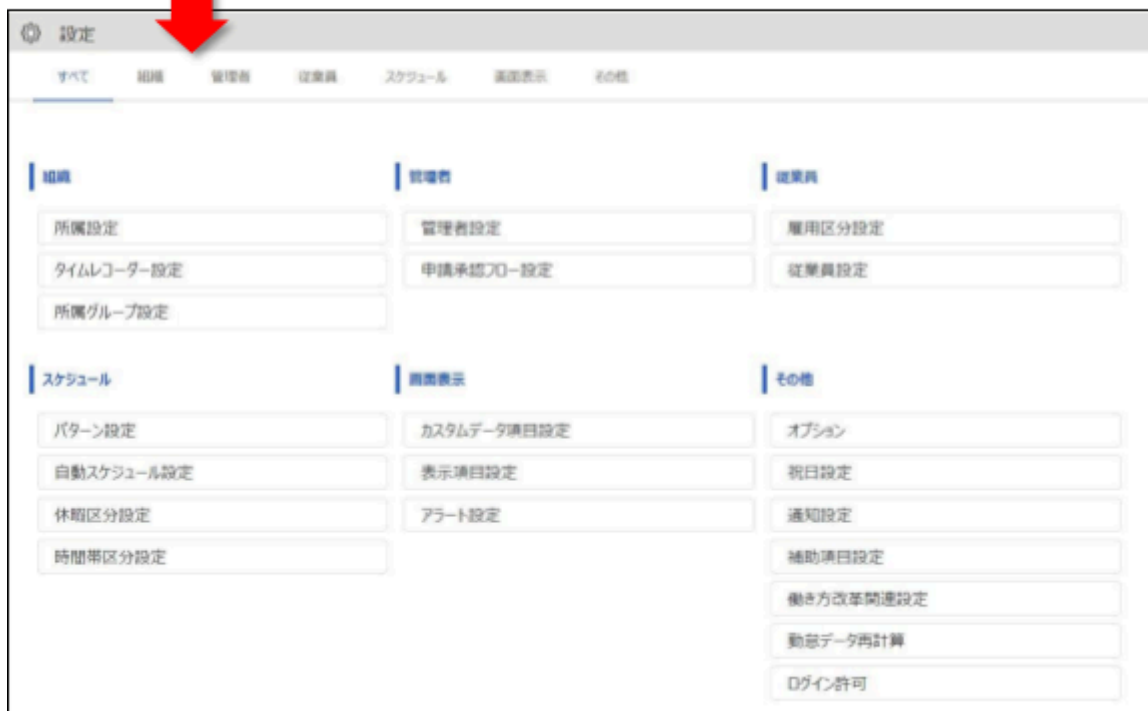 設定
すべて 組織 管理者 従業員 スケジュール 画面表示 その他
組織
所属設定
タイムレコーダー設定
所属グループ設定
管理者
管理者設定
申請承認フロー設定
従業員
雇用区分設定
従業員設定
スケジュール
パターン設定
自動スケジュール設定
休暇区分設定
時間帯区分設定
画面表示
カスタムデータ項目設定
表示項目設定
アラート設定
その他
オプション
祝日設定
通知設定
補助項目設定
働き方改革関連設定
勤怠データ再計算
ログイン許可